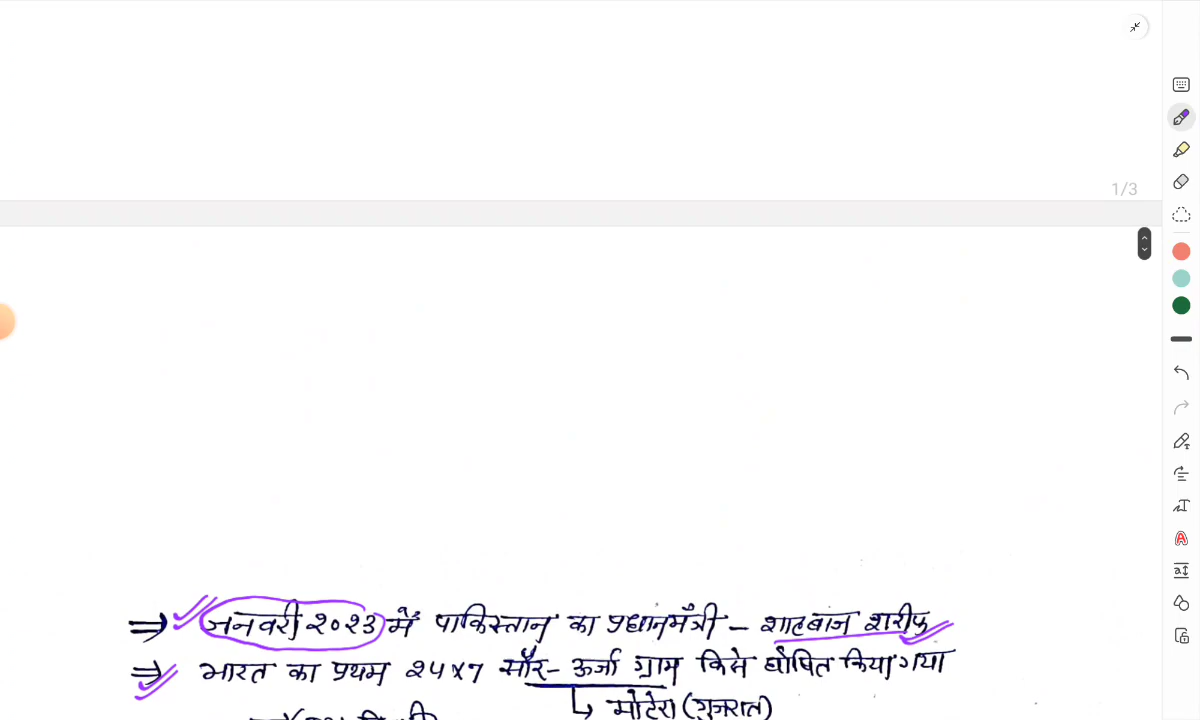 1/3
⇒ जनवरी 2023 में पाकिस्तान का प्रधानमंत्री – शाहबाज शरीफ
⇒ भारत का प्रथम 24x7 सौर-ऊर्जा ग्राम किसे घोषित किया गया
↳ मोटेरा (गुजरात)